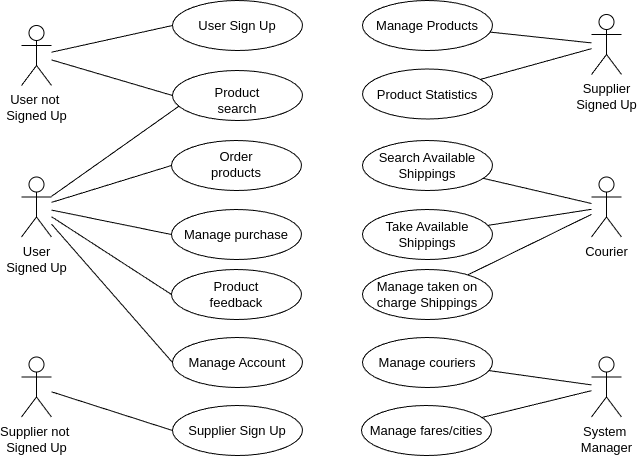 User Sign Up
Product
search
User not
Signed Up
Order
products
Manage purchase
Product
feedback
Manage Account
User
Signed Up
Supplier Sign Up
Supplier not
Signed Up
Manage Products
Product Statistics
Supplier
Signed Up
Search Available
Shippings
Take Available
Shippings
Manage taken on
charge Shippings
Courier
Manage couriers
Manage fares/cities
System
Manager